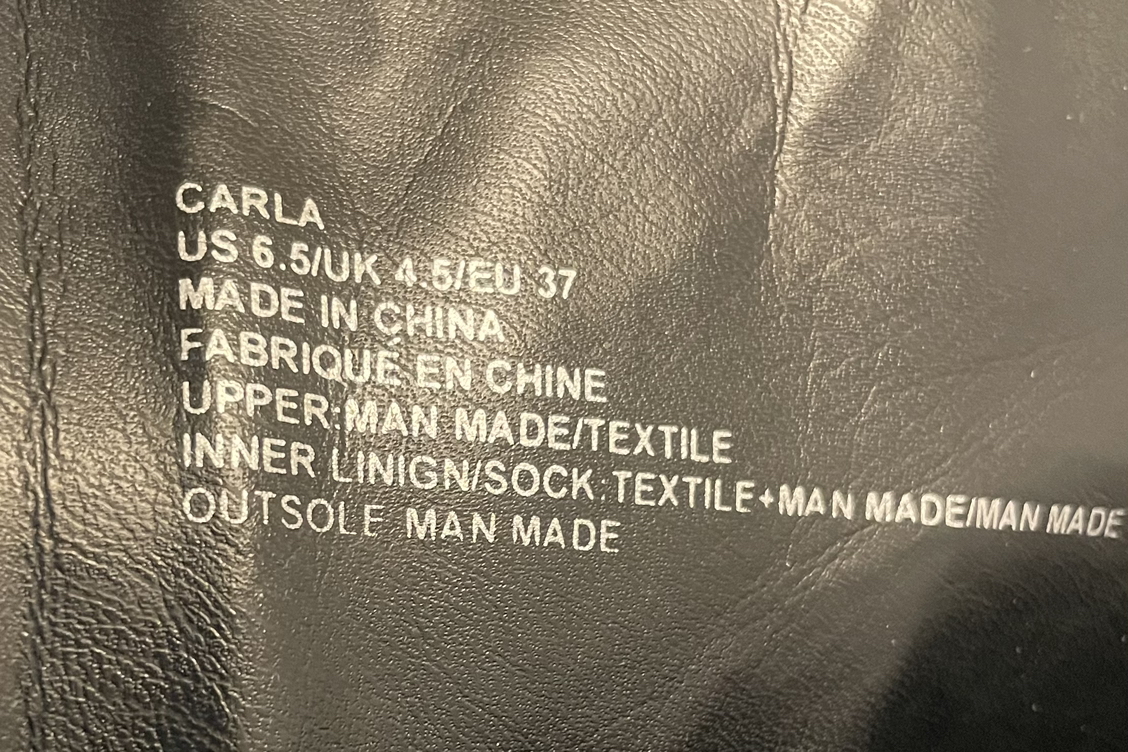 CARLA
US 6.5/UK 4.5/EU 37
MADE IN CHINA
FABRIQUÉ EN CHINE
UPPER:MAN MADE/TEXTILE
INNER LINIGN/SOCK:TEXTILE+MAN MADE/MAN MADE
OUTSOLE MAN MADE